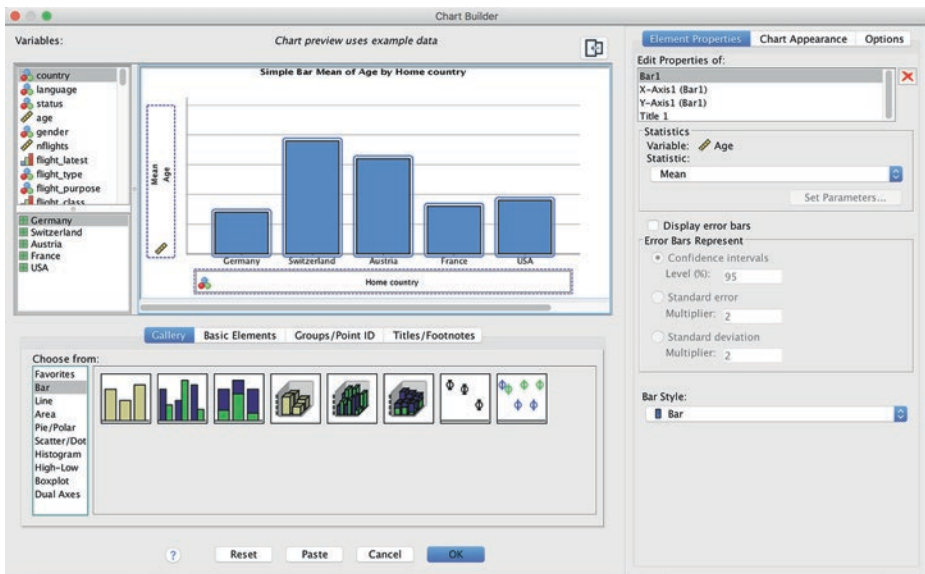 Chart Builder
Variables:
Chart preview uses example data
country
language
status
age
gender
nflights
flight_latest
flight_type
flight_purpose
flight_class
Germany
Switzerland
Austria
France
USA
Simple Bar Mean of Age by Home country
Mean
Age
Germany Switzerland Austria France USA
Home country
Gallery Basic Elements Groups/Point ID Titles/Footnotes
Choose from:
Favorites
Bar
Line
Area
Pie/Polar
Scatter/Dot
Histogram
High-Low
Boxplot
Dual Axes
? Reset Paste Cancel OK
Element Properties Chart Appearance Options
Edit Properties of:
Bar1
X-Axis1 (Bar1)
Y-Axis1 (Bar1)
Title 1
Statistics
Variable: Age
Statistic:
Mean
Set Parameters...
Display error bars
Error Bars Represent
Confidence intervals
Level (%): 95
Standard error
Multiplier: 2
Standard deviation
Multiplier: 2
Bar Style:
Bar